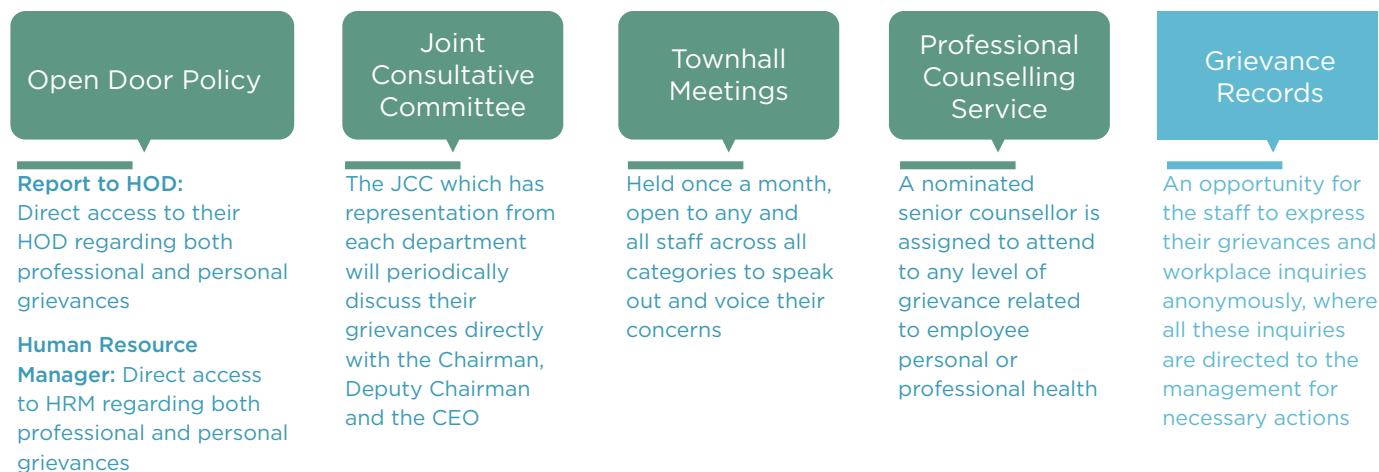 Open Door Policy
Report to HOD:
Direct access to their
HOD regarding both
professional and personal
grievances
Human Resource
Manager: Direct access
to HRM regarding both
professional and personal
grievances
Joint
Consultative
Committee
The JCC which has
representation from
each department
will periodically
discuss their
grievances directly
with the Chairman,
Deputy Chairman
and the CEO
Townhall
Meetings
Held once a month,
open to any and
all staff across all
categories to speak
out and voice their
concerns
Professional
Counselling
Service
A nominated
senior counsellor is
assigned to attend
to any level of
grievance related
to employee
personal or
professional health
Grievance
Records
An opportunity for
the staff to express
their grievances and
workplace inquiries
anonymously, where
all these inquiries
are directed to the
management for
necessary actions